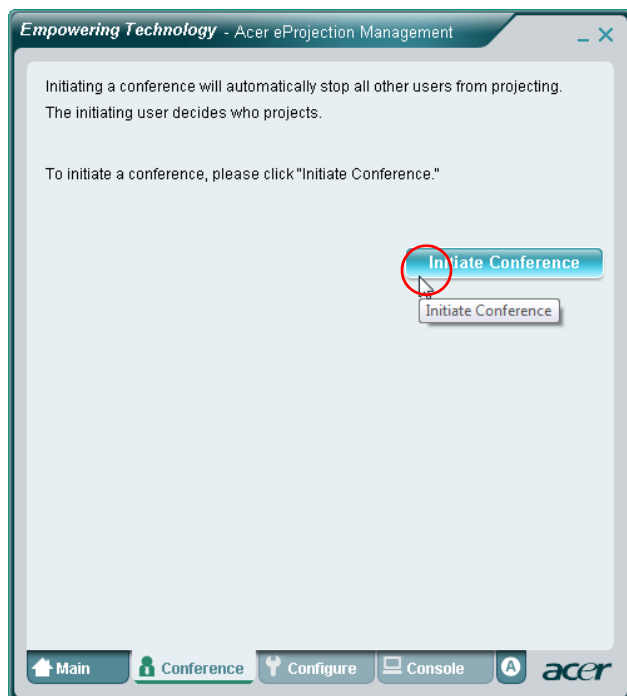 Empowering Technology - Acer eProjection Management
Initiating a conference will automatically stop all other users from projecting.
The initiating user decides who projects.
To initiate a conference, please click "Initiate Conference."
Initiate Conference
Initiate Conference
Main Conference Configure Console A acer